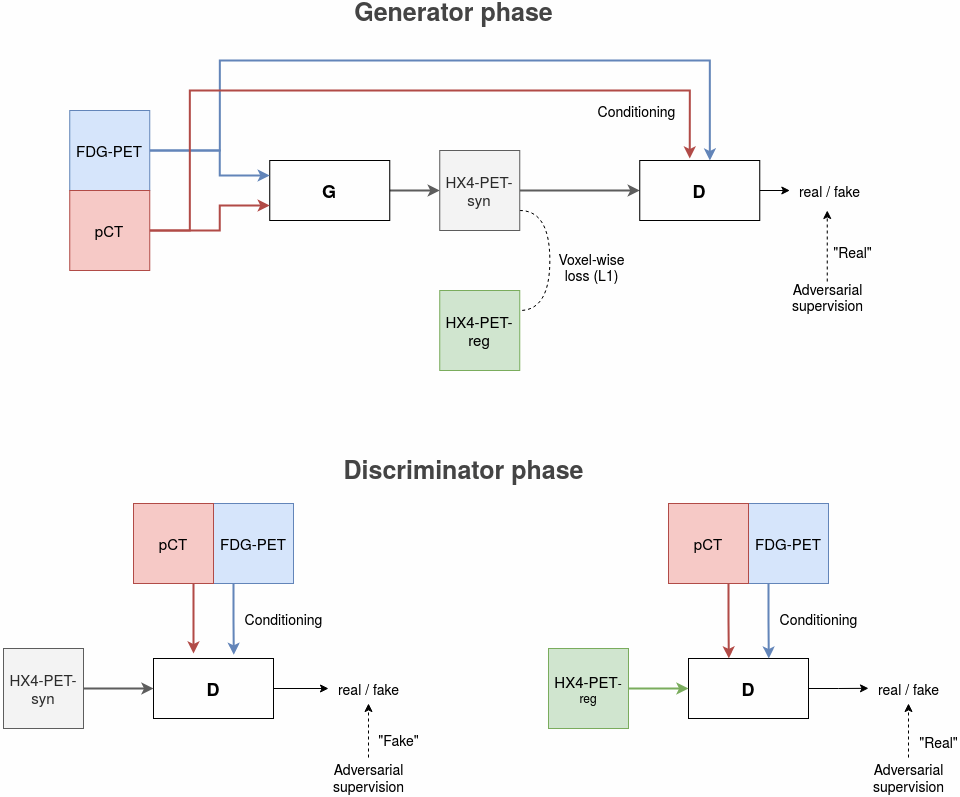 Generator phase
Conditioning
FDG-PET
pCT
G
HX4-PET-
syn
D
real / fake
"Real"
Adversarial
supervision
Voxel-wise
loss (L1)
HX4-PET-
reg
Discriminator phase
pCT
FDG-PET
Conditioning
HX4-PET-
syn
D
real / fake
"Fake"
Adversarial
supervision
pCT
FDG-PET
Conditioning
HX4-PET-
reg
D
real / fake
"Real"
Adversarial
supervision